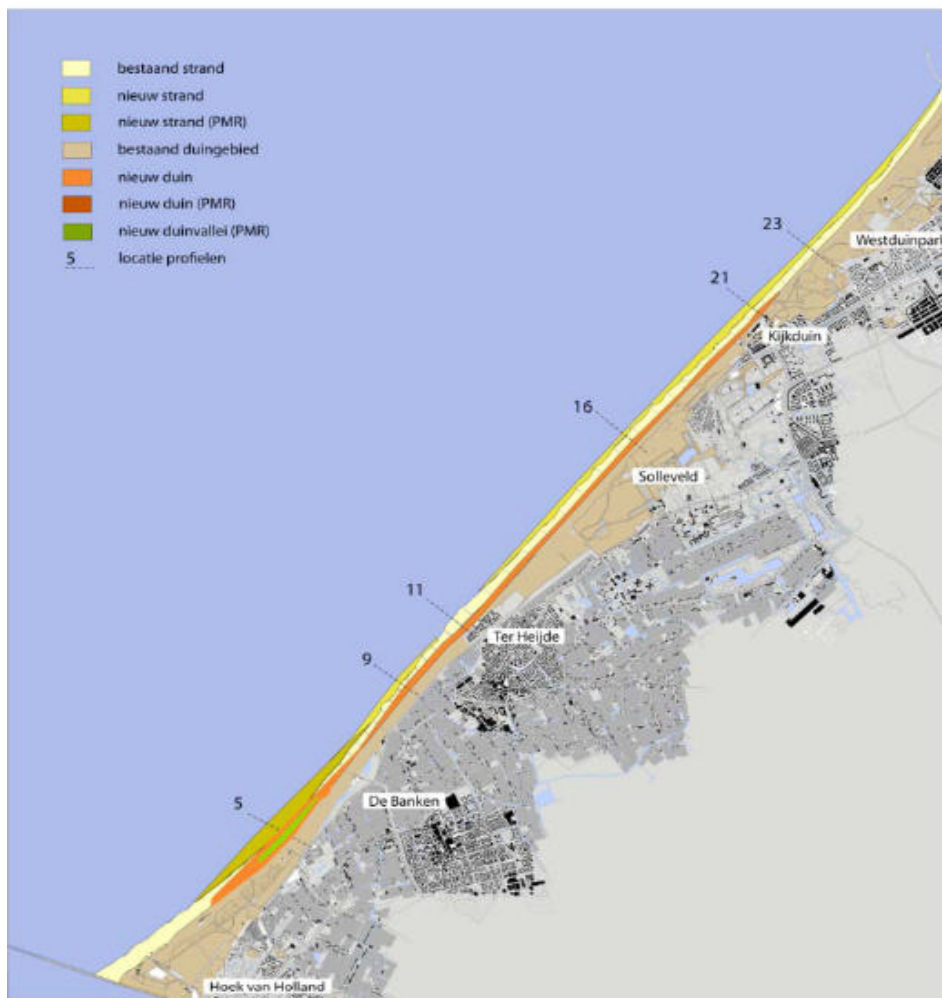 bestaand strand
nieuw strand
nieuw strand (PMR)
bestaand duingebied
nieuw duin
nieuw duin (PMR)
nieuw duinvallei (PMR)
5 locatie profielen
23
Westduinpark
21
Kijkduin
16
Solleveld
11
Ter Heijde
9
5
De Banken
Hoek van Holland